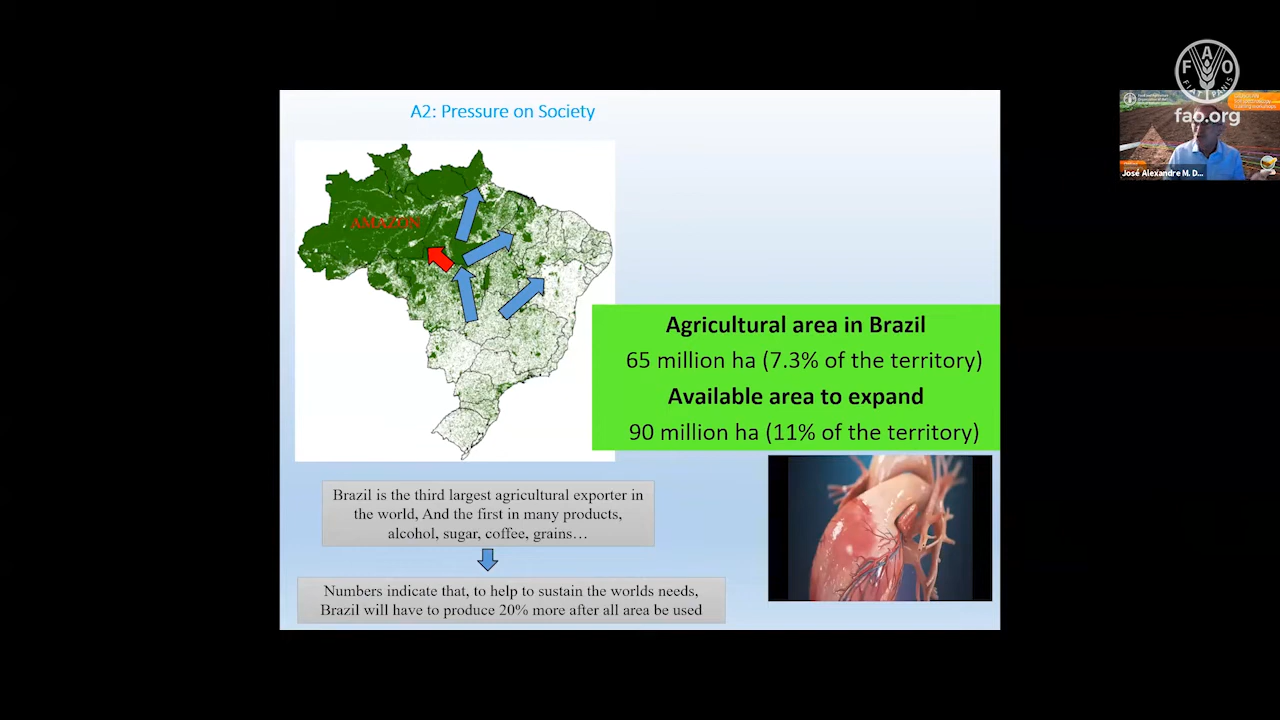 A2: Pressure on Society
AMAZON
Agricultural area in Brazil
65 million ha (7.3% of the territory)
Available area to expand
90 million ha (11% of the territory)
Brazil is the third largest agricultural exporter in
the world, And the first in many products,
alcohol, sugar, coffee, grains…
Numbers indicate that, to help to sustain the worlds needs,
Brazil will have to produce 20% more after all area be used
F A O
FIAT PANIS
fao.org
José Alexandre M. D...